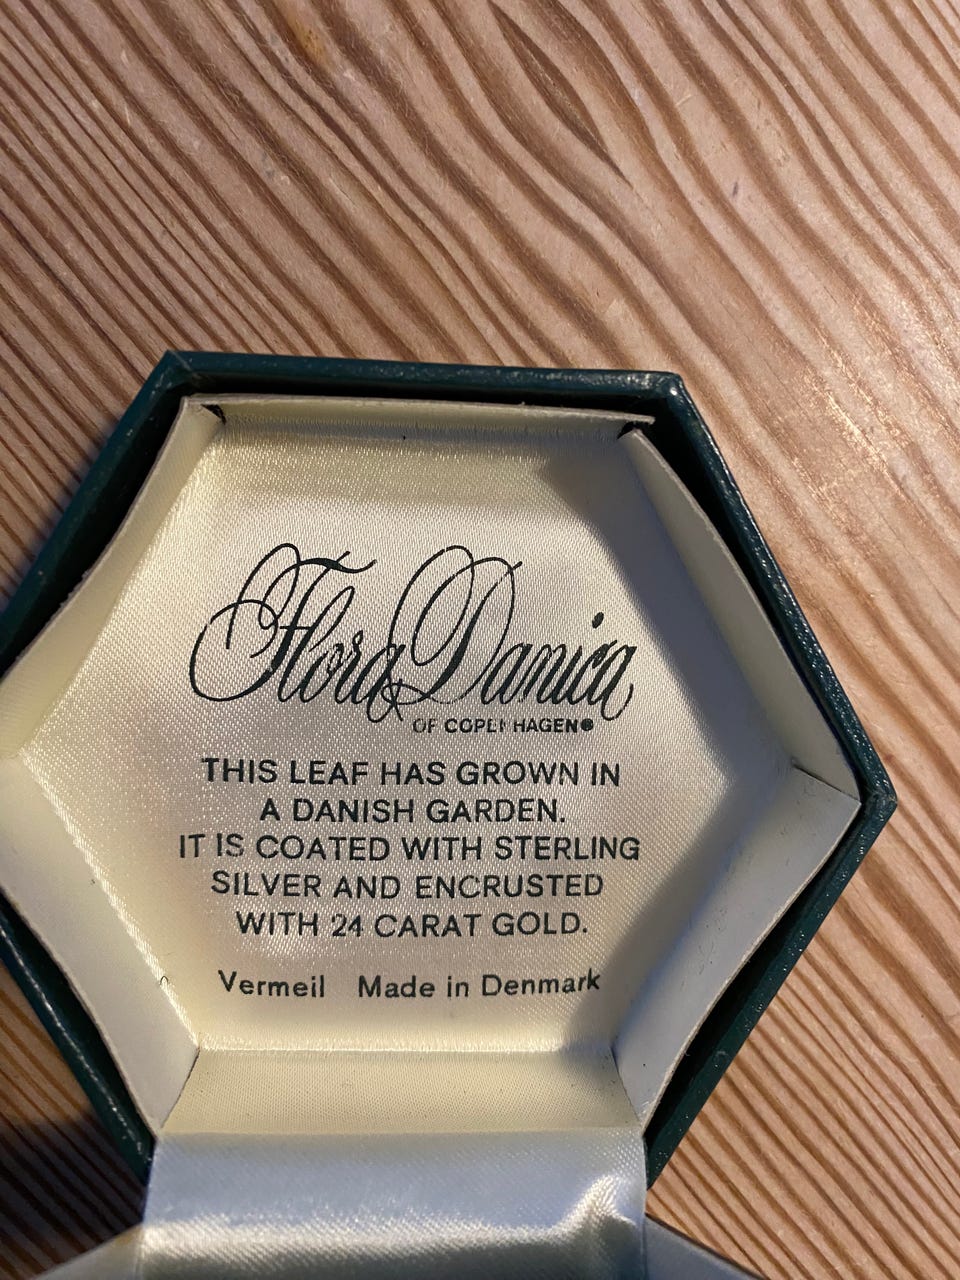 Flora Danica
OF COPENHAGEN®
THIS LEAF HAS GROWN IN
A DANISH GARDEN.
IT IS COATED WITH STERLING
SILVER AND ENCRUSTED
WITH 24 CARAT GOLD.
Vermeil Made in Denmark